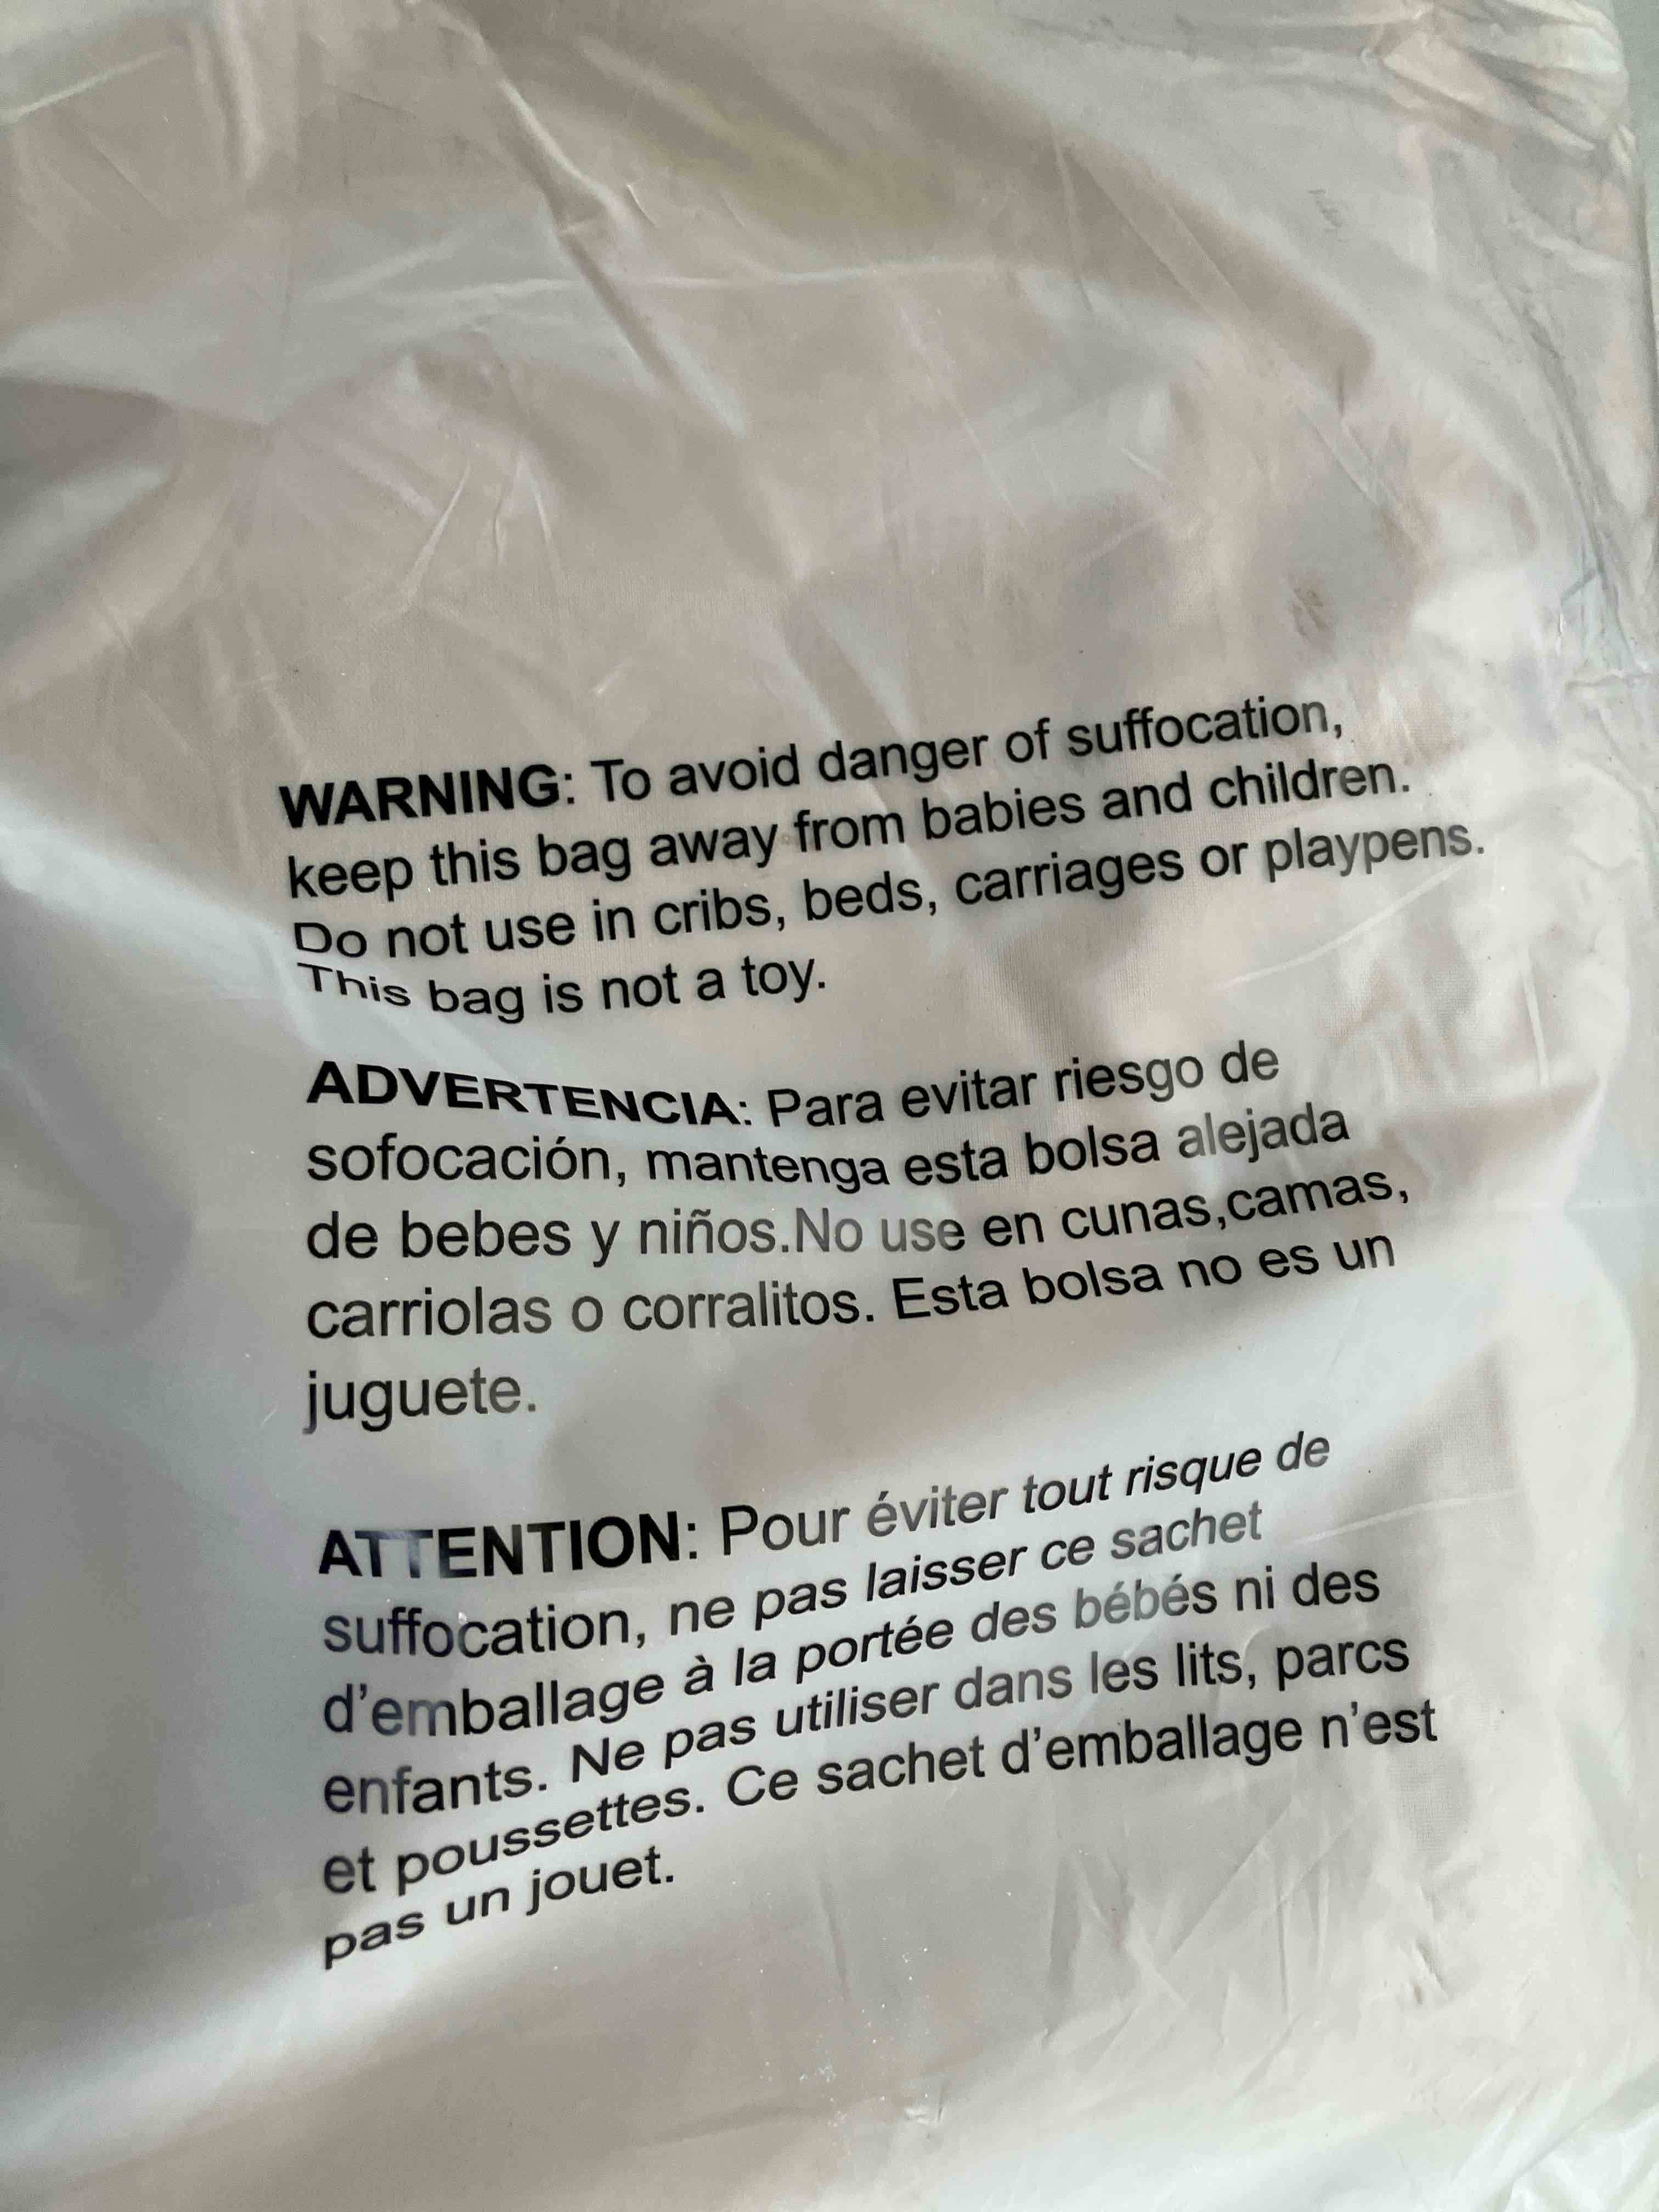 WARNING: To avoid danger of suffocation,
keep this bag away from babies and children.
Do not use in cribs, beds, carriages or playpens.
This bag is not a toy.
ADVERTENCIA: Para evitar riesgo de
sofocación, mantenga esta bolsa alejada
de bebes y niños.No use en cunas,camas,
carriolas o corralitos. Esta bolsa no es un
juguete.
ATTENTION: Pour éviter tout risque de
suffocation, ne pas laisser ce sachet
d'emballage à la portée des bébés ni des
enfants. Ne pas utiliser dans les lits, parcs
et poussettes. Ce sachet d'emballage n'est
pas un jouet.